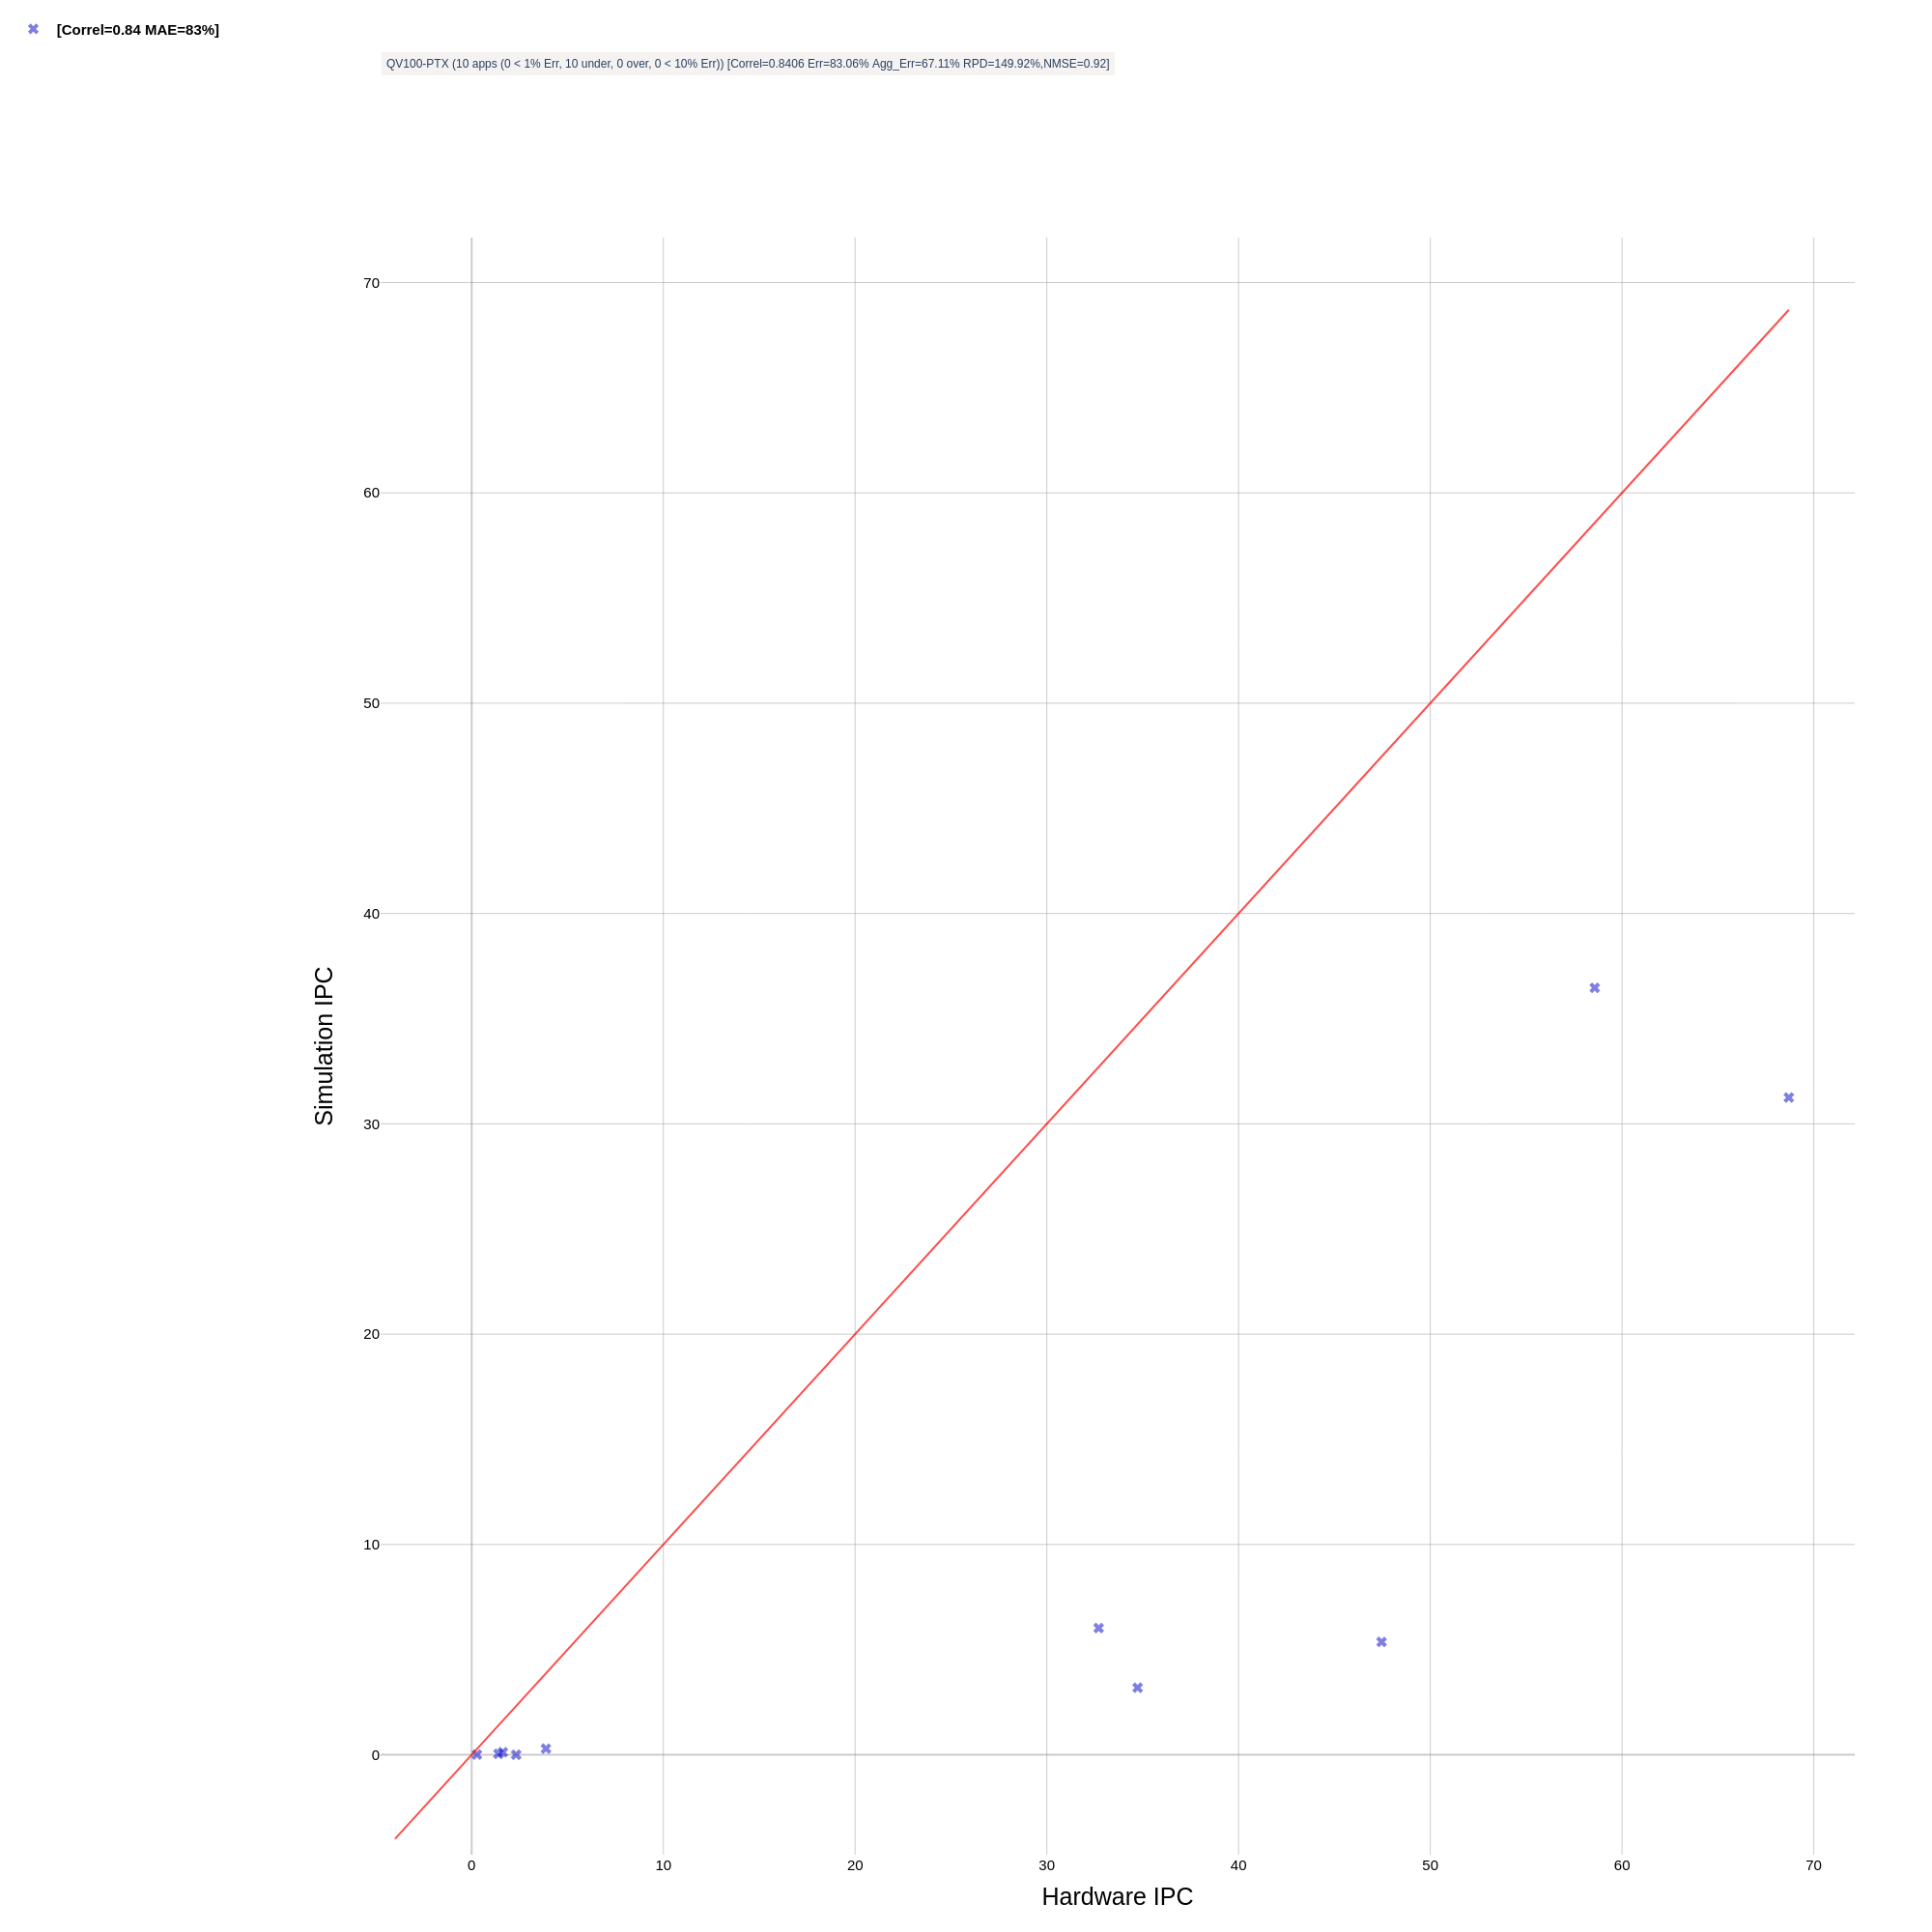 [Correl=0.84 MAE=83%]
QV100-PTX (10 apps (0 < 1% Err, 10 under, 0 over, 0 < 10% Err)) [Correl=0.8406 Err=83.06% Agg_Err=67.11% RPD=149.92%,NMSE=0.92]
70
60
50
40
30
20
10
0
Simulation IPC
0 10 20 30 40 50 60 70
Hardware IPC